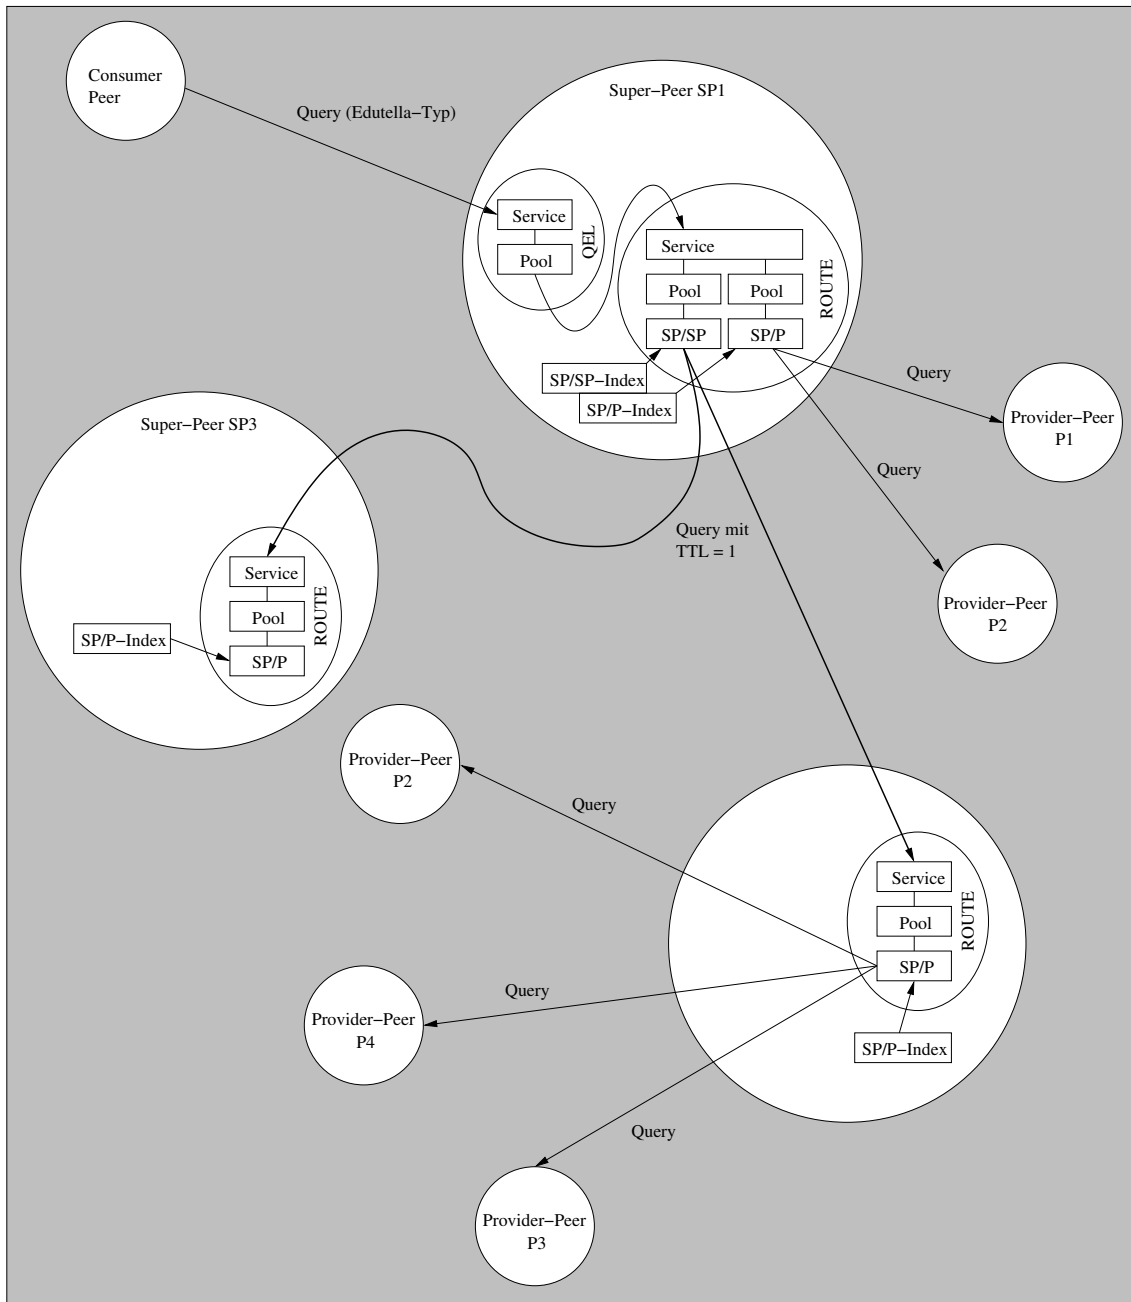 Consumer
Peer
Query (Edutella−Typ)
Super−Peer SP1
Service
Pool
QEL
Service
Pool
Pool
SP/SP
SP/P
ROUTE
SP/SP−Index
SP/P−Index
Query
Provider−Peer
P1
Query
Provider−Peer
P2
Super−Peer SP3
Service
Pool
SP/P
ROUTE
SP/P−Index
Query mit
TTL = 1
Provider−Peer
P2
Query
Service
Pool
SP/P
ROUTE
SP/P−Index
Query
Provider−Peer
P4
Query
Provider−Peer
P3